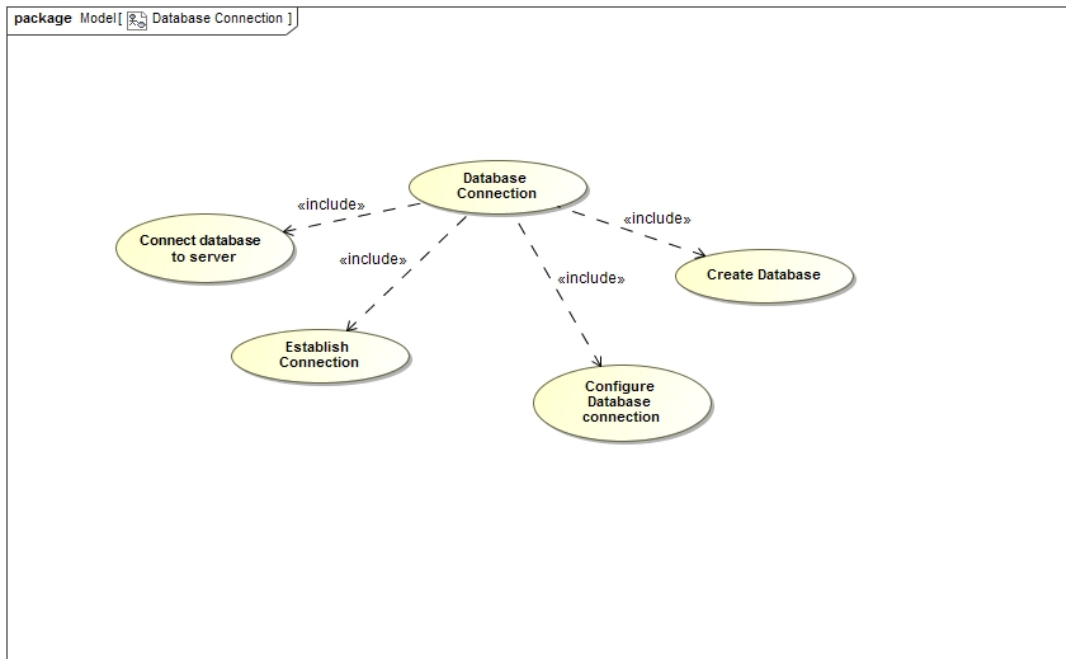 package Model[ Database Connection ]
Database
Connection
«include»
«include»
«include»
«include»
Connect database
to server
Create Database
Establish
Connection
Configure
Database
connection